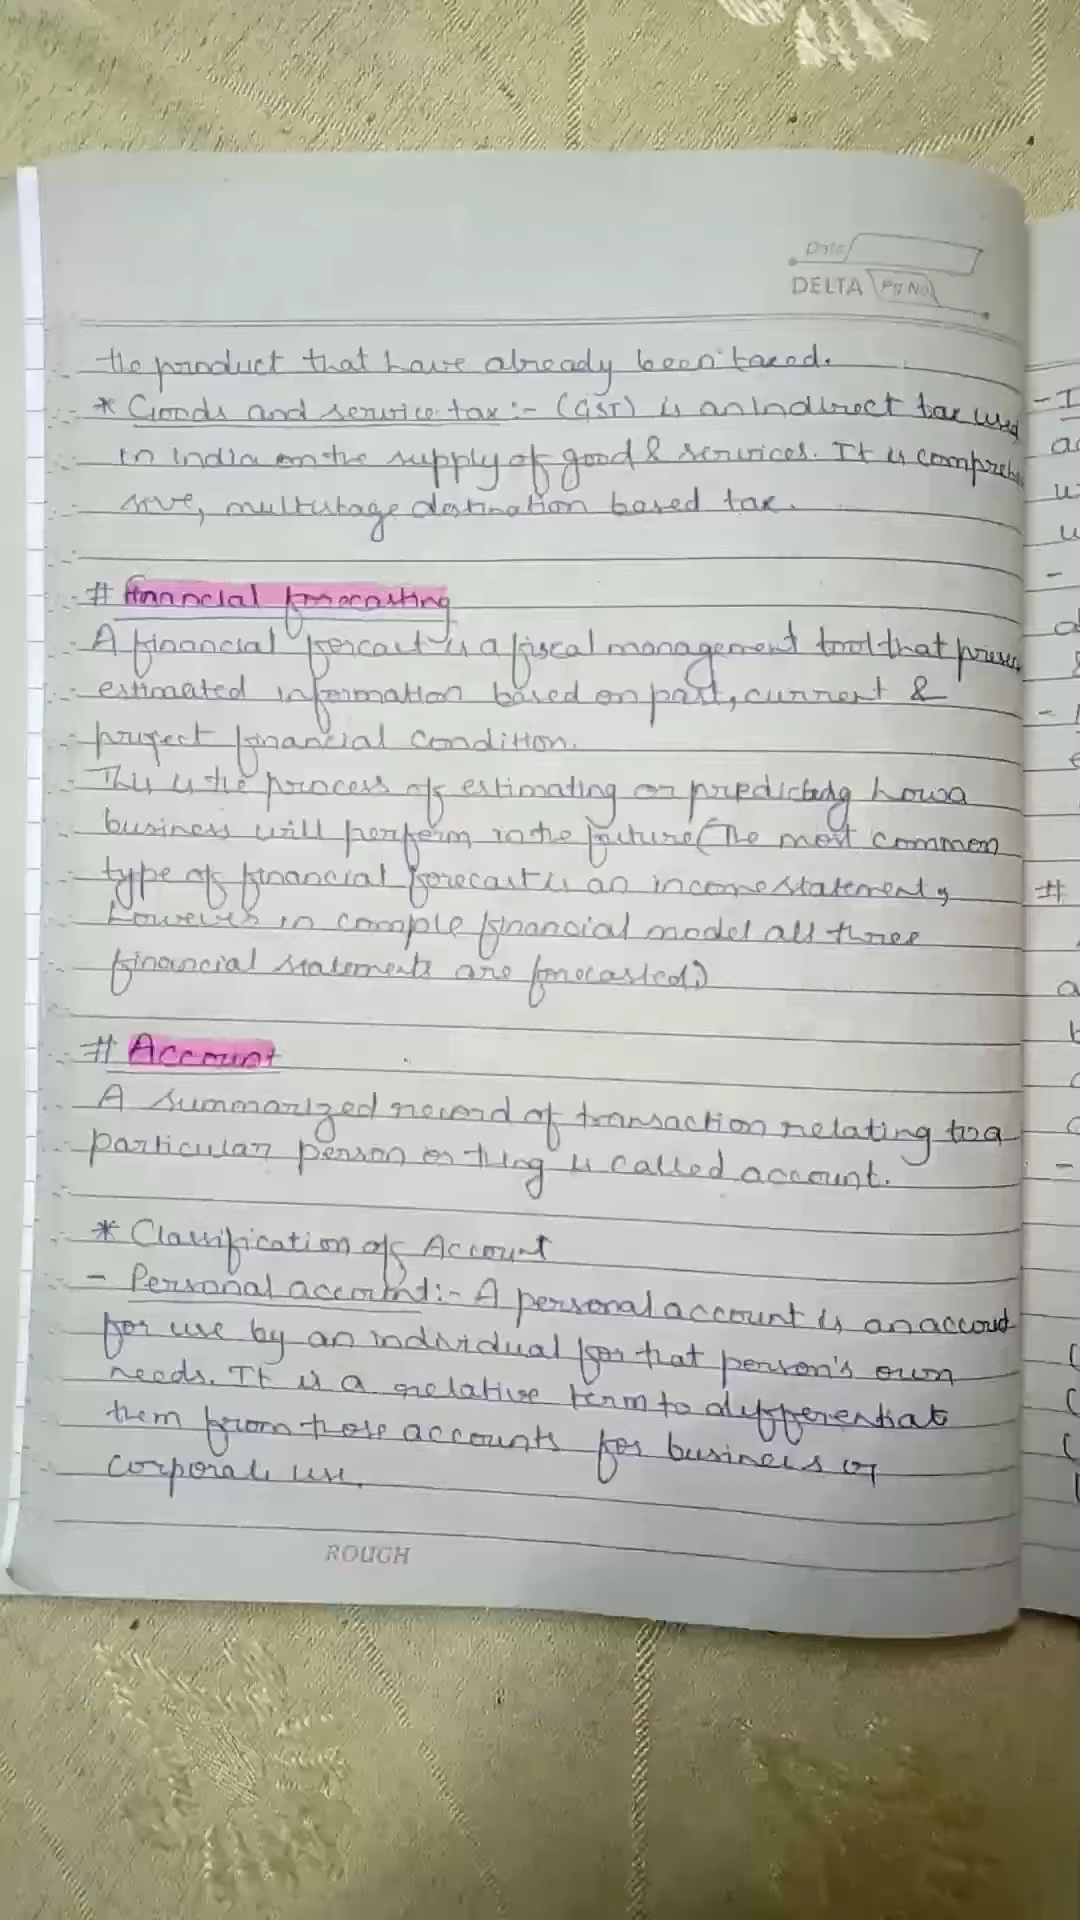 Date
DELTA Pg No
the product that have already been taxed.
* Goods and service tax :- (GST) is an Indirect tax used
in India on the supply of good & services. It is comprehe
sive, multistage destination based tax.
# Financial forecasting
A financial forcast is a fiscal management tool that
estimated information based on past, current &
project financial condition.
This is the process of estimating or how a
business will perform in the future (The most common
type of financial forecast is an income statement,
however in comple financial model all three
financial statements are forecasted.)
# Account
A summarized record of transaction relating to a
particular person or thing is called account.
* Classification of Account
- Personal account :- A personal account is an account
for use by an individual for that person's own
needs. It is a relative term to differentiat
them from those accounts for business or
corporate use.
ROUGH